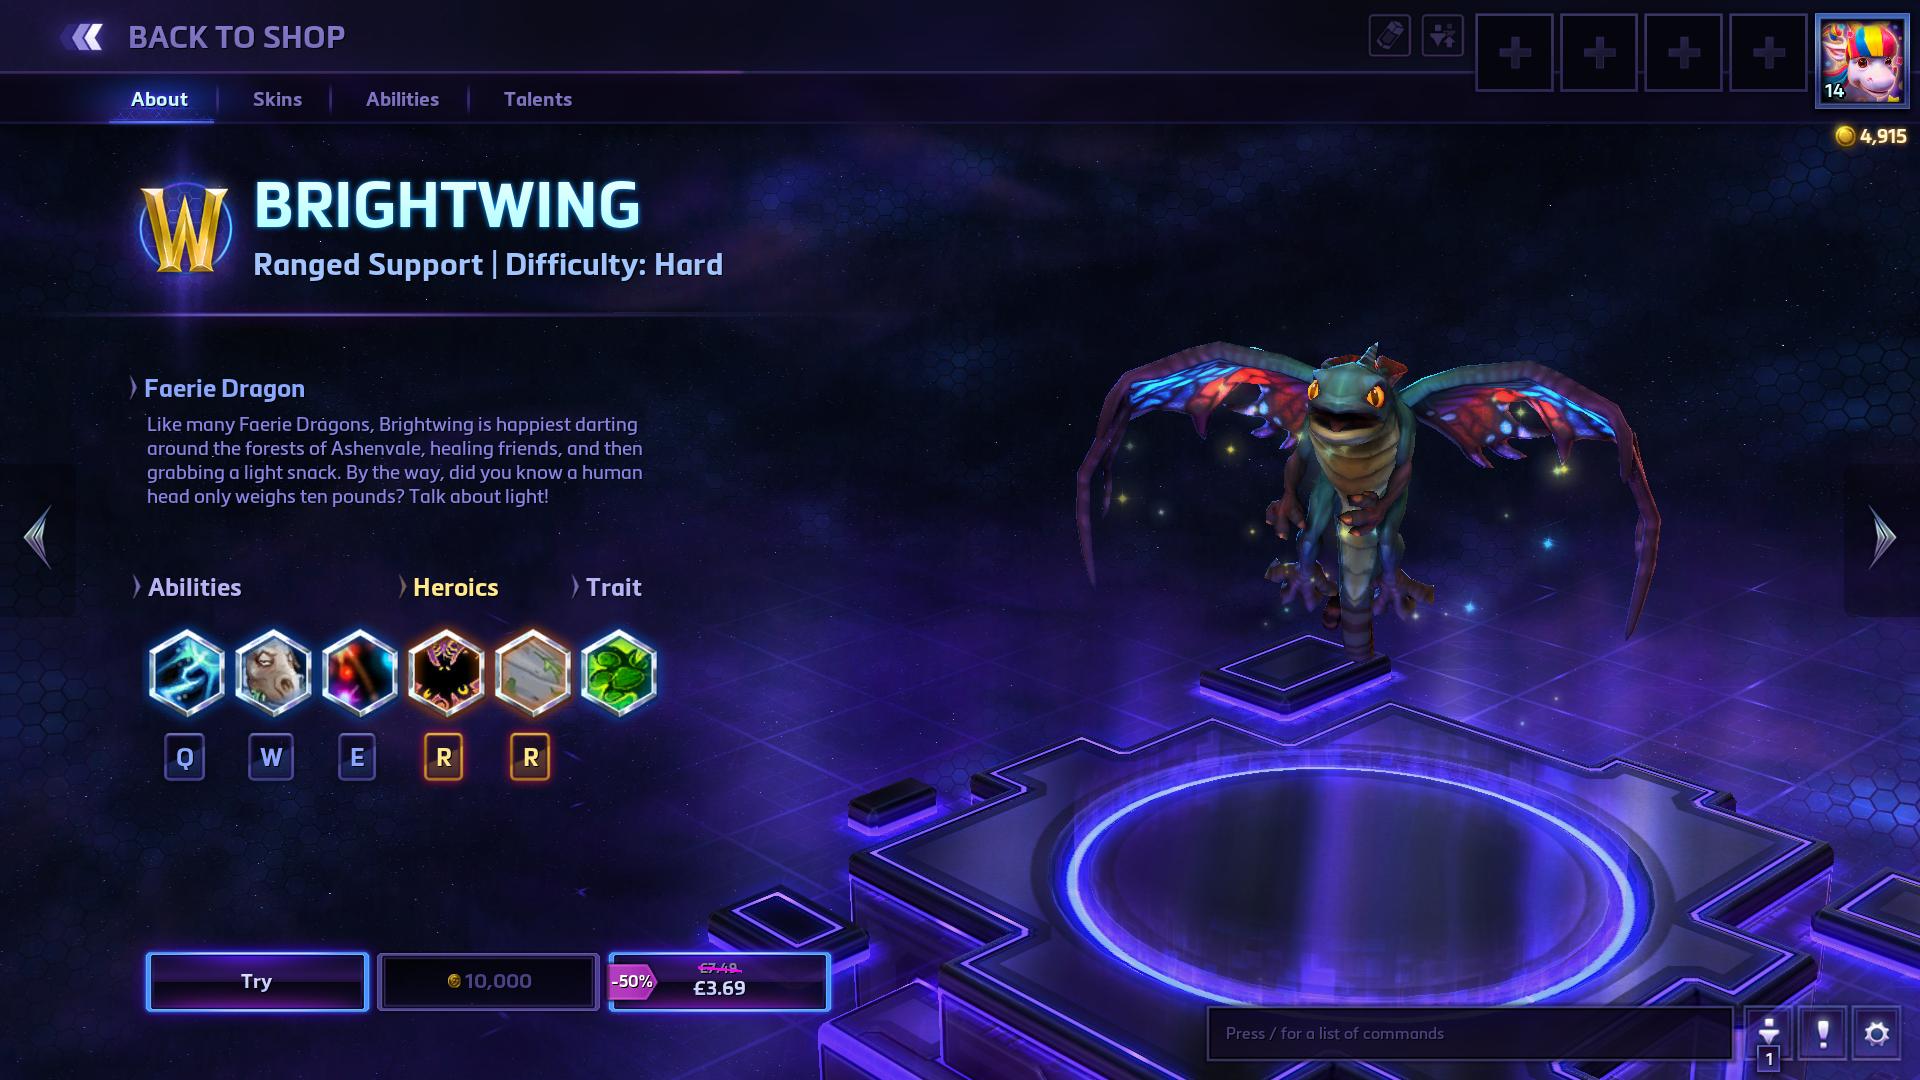 BACK TO SHOP
14
4,915
About
Skins
Abilities
Talents
W
BRIGHTWING
Ranged Support | Difficulty: Hard
Faerie Dragon
Like many Faerie Dragons, Brightwing is happiest darting
around the forests of Ashenvale, healing friends, and then
grabbing a light snack. By the way, did you know a human
head only weighs ten pounds? Talk about light!
Abilities
Heroics
Trait
Q
W
E
R
R
Try
10,000
-50%
£7.49
£3.69
Press / for a list of commands
1